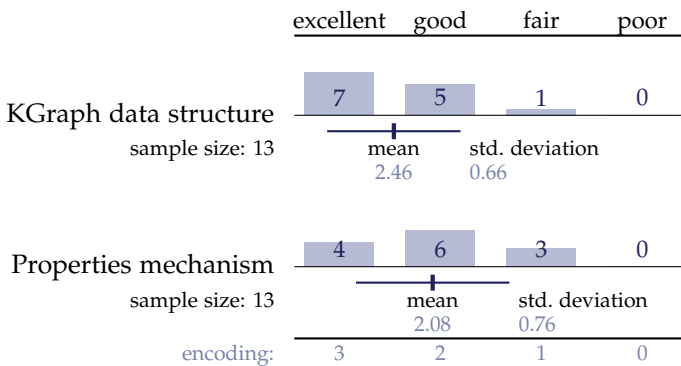 excellent good fair poor
7 5 1 0
KGraph data structure
sample size: 13 mean std. deviation
2.46 0.66
4 6 3 0
Properties mechanism
sample size: 13 mean std. deviation
2.08 0.76
encoding: 3 2 1 0